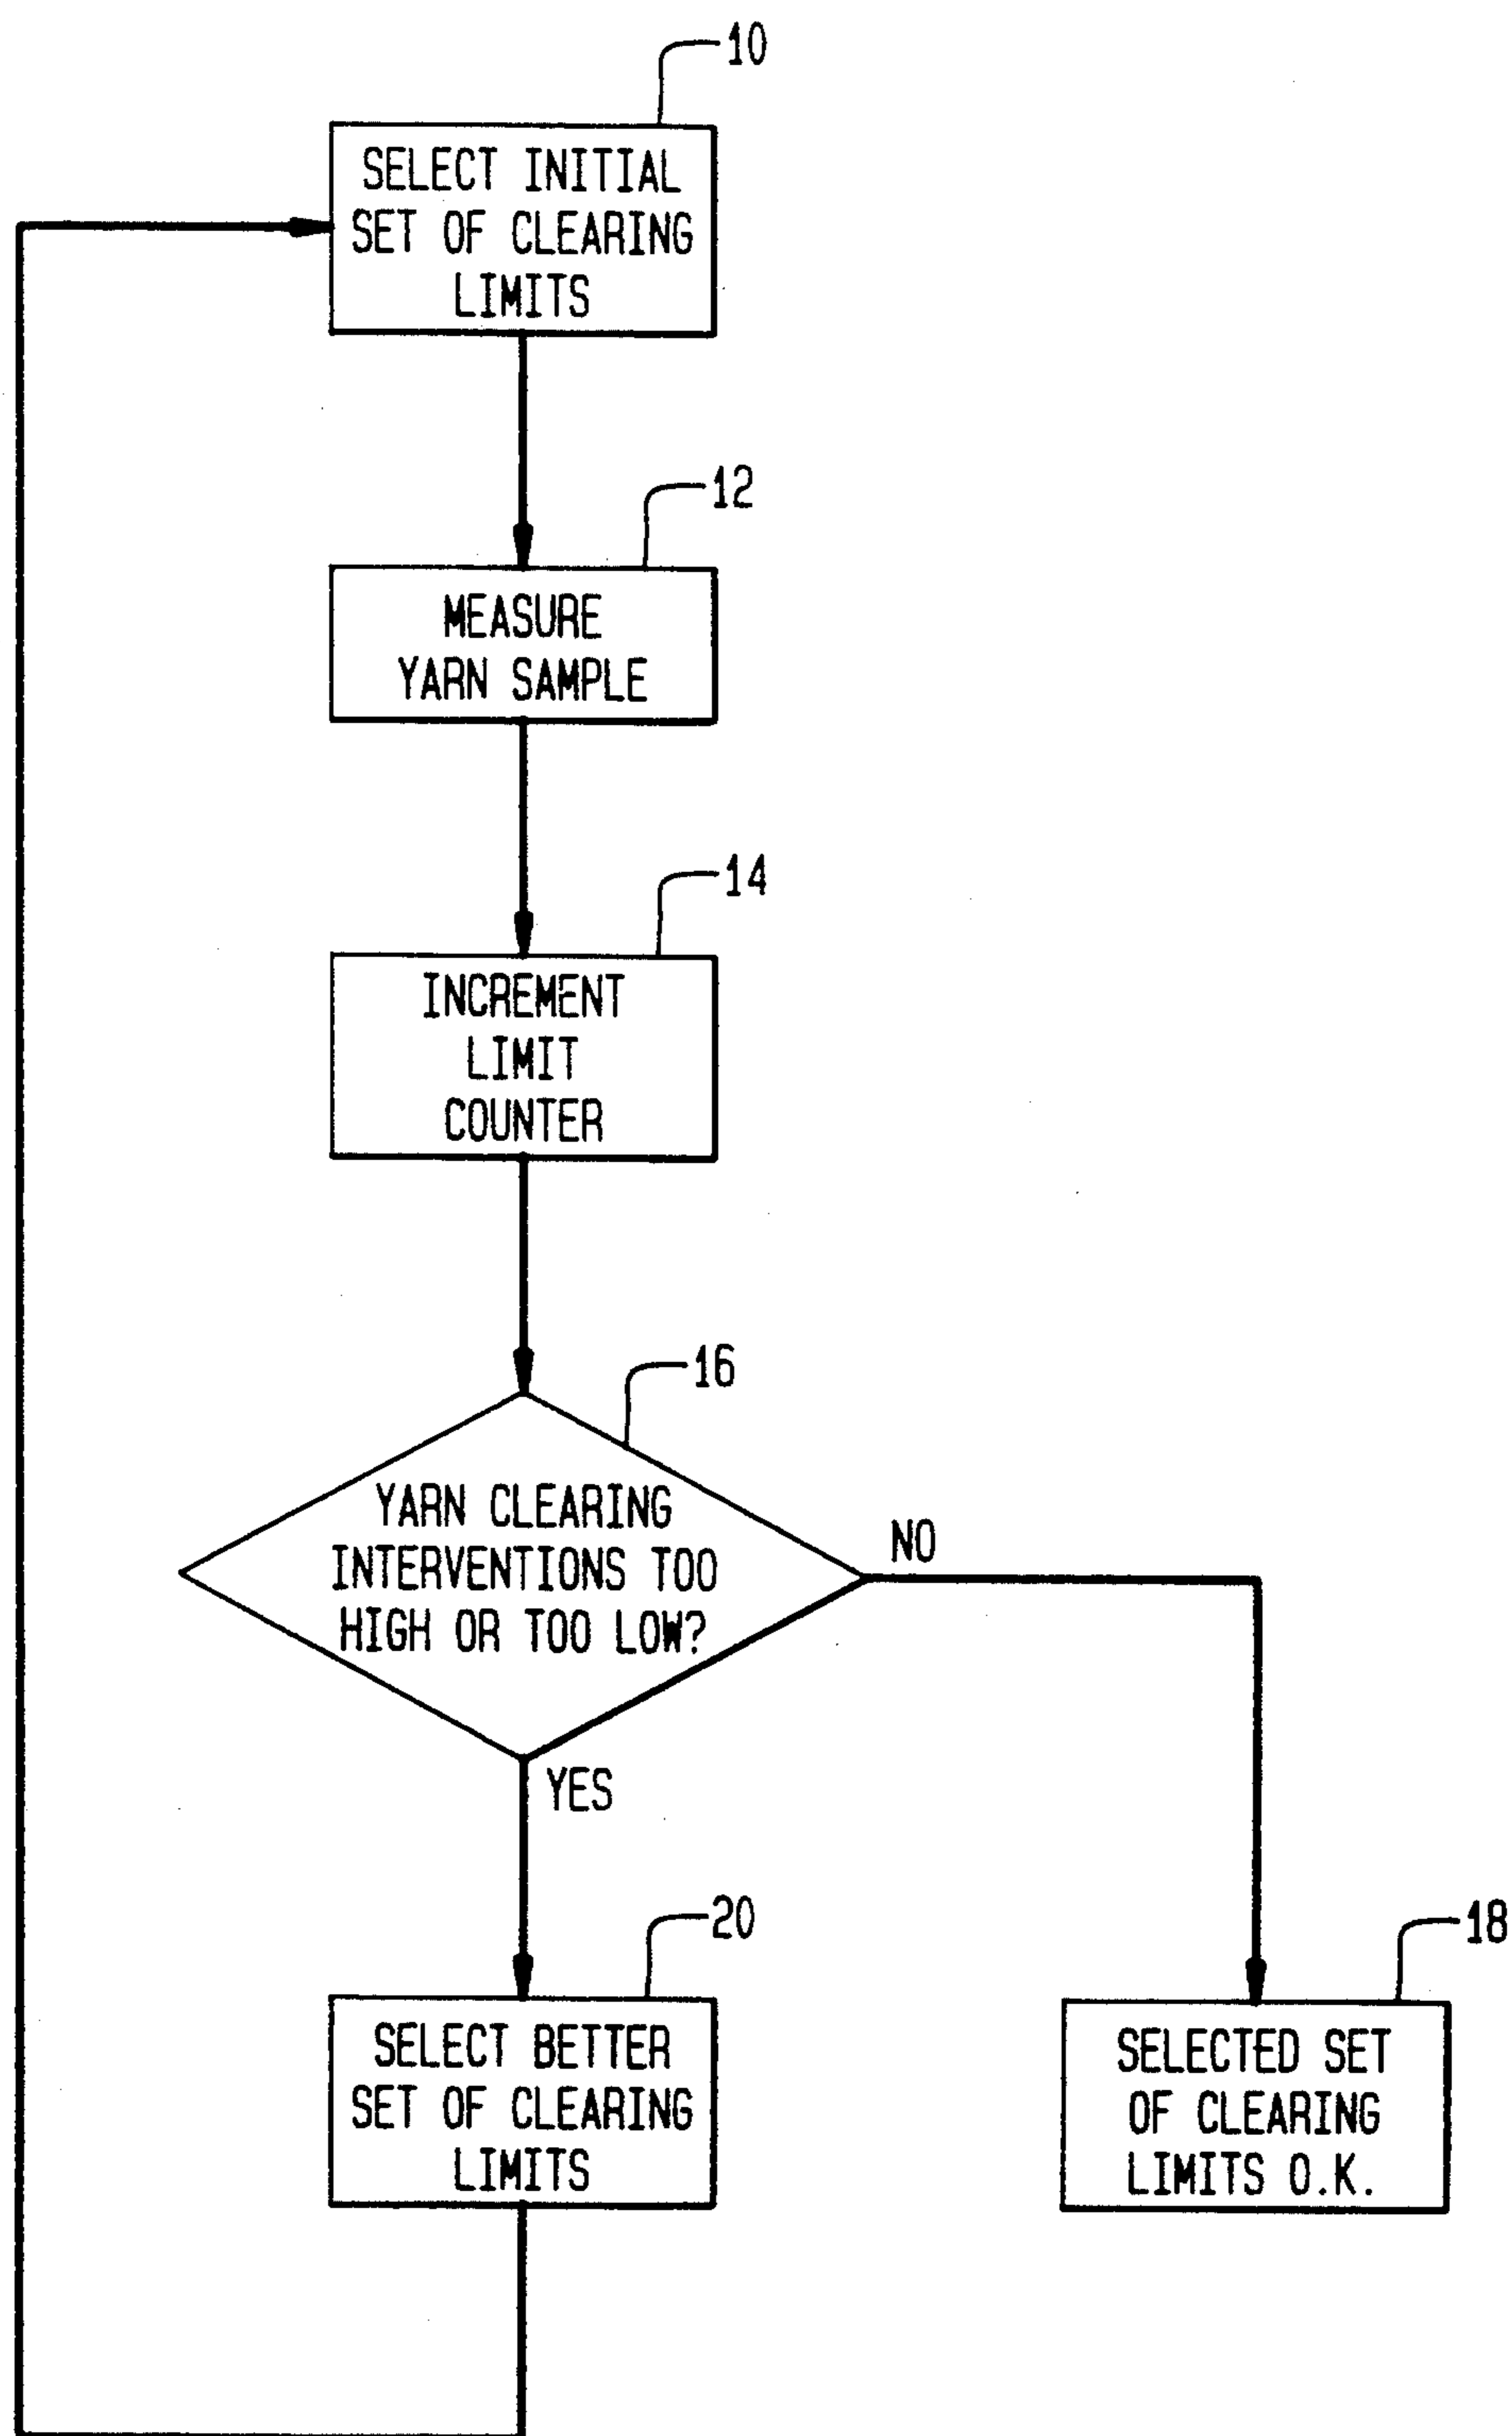 10
SELECT INITIAL
SET OF CLEARING
LIMITS
12
MEASURE
YARN SAMPLE
14
INCREMENT
LIMIT
COUNTER
16
YARN CLEARING
INTERVENTIONS TOO
HIGH OR TOO LOW?
NO
YES
20
SELECT BETTER
SET OF CLEARING
LIMITS
18
SELECTED SET
OF CLEARING
LIMITS O.K.